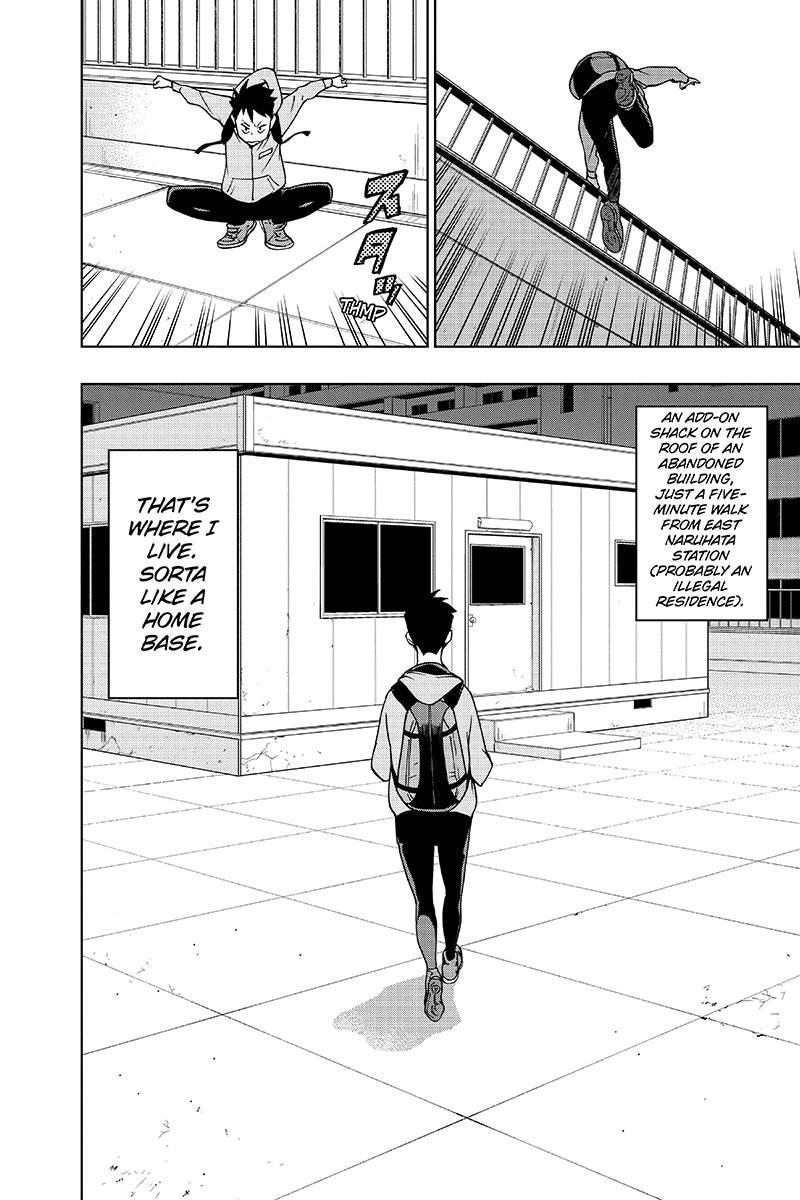 スタッ
THMP
AN ADD-ON
SHACK ON THE
ROOF OF AN
ABANDONED
BUILDING,
JUST A FIVE-
MINUTE WALK
FROM EAST
NARUHATA
STATION
(PROBABLY AN
ILLEGAL
RESIDENCE).
THAT'S
WHERE I
LIVE.
SORTA
LIKE A
HOME
BASE.